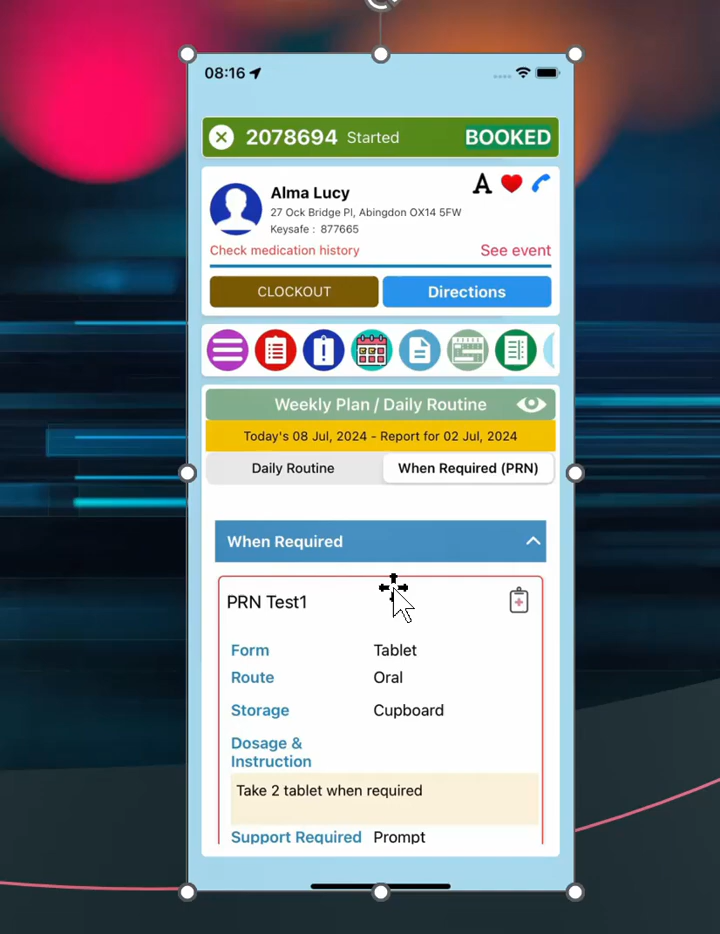 08:16
2078694 Started BOOKED
Alma Lucy
27 Ock Bridge Pl, Abingdon OX14 5FW
Keysafe : 877665
Check medication history See event
CLOCKOUT Directions
Weekly Plan / Daily Routine
Today's 08 Jul, 2024 - Report for 02 Jul, 2024
Daily Routine When Required (PRN)
When Required
PRN Test1
Form Tablet
Route Oral
Storage Cupboard
Dosage &
Instruction
Take 2 tablet when required
Support Required Prompt